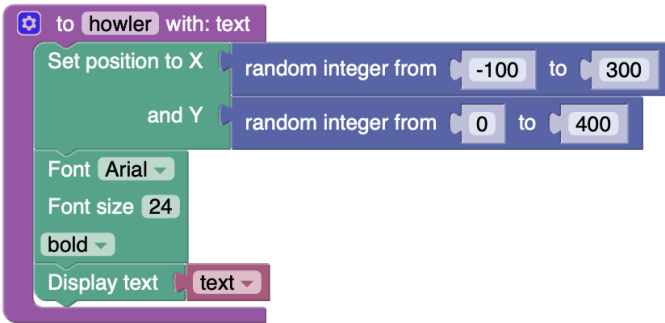 to howler with: text
Set position to X random integer from -100 to 300
and Y random integer from 0 to 400
Font Arial
Font size 24
bold
Display text text